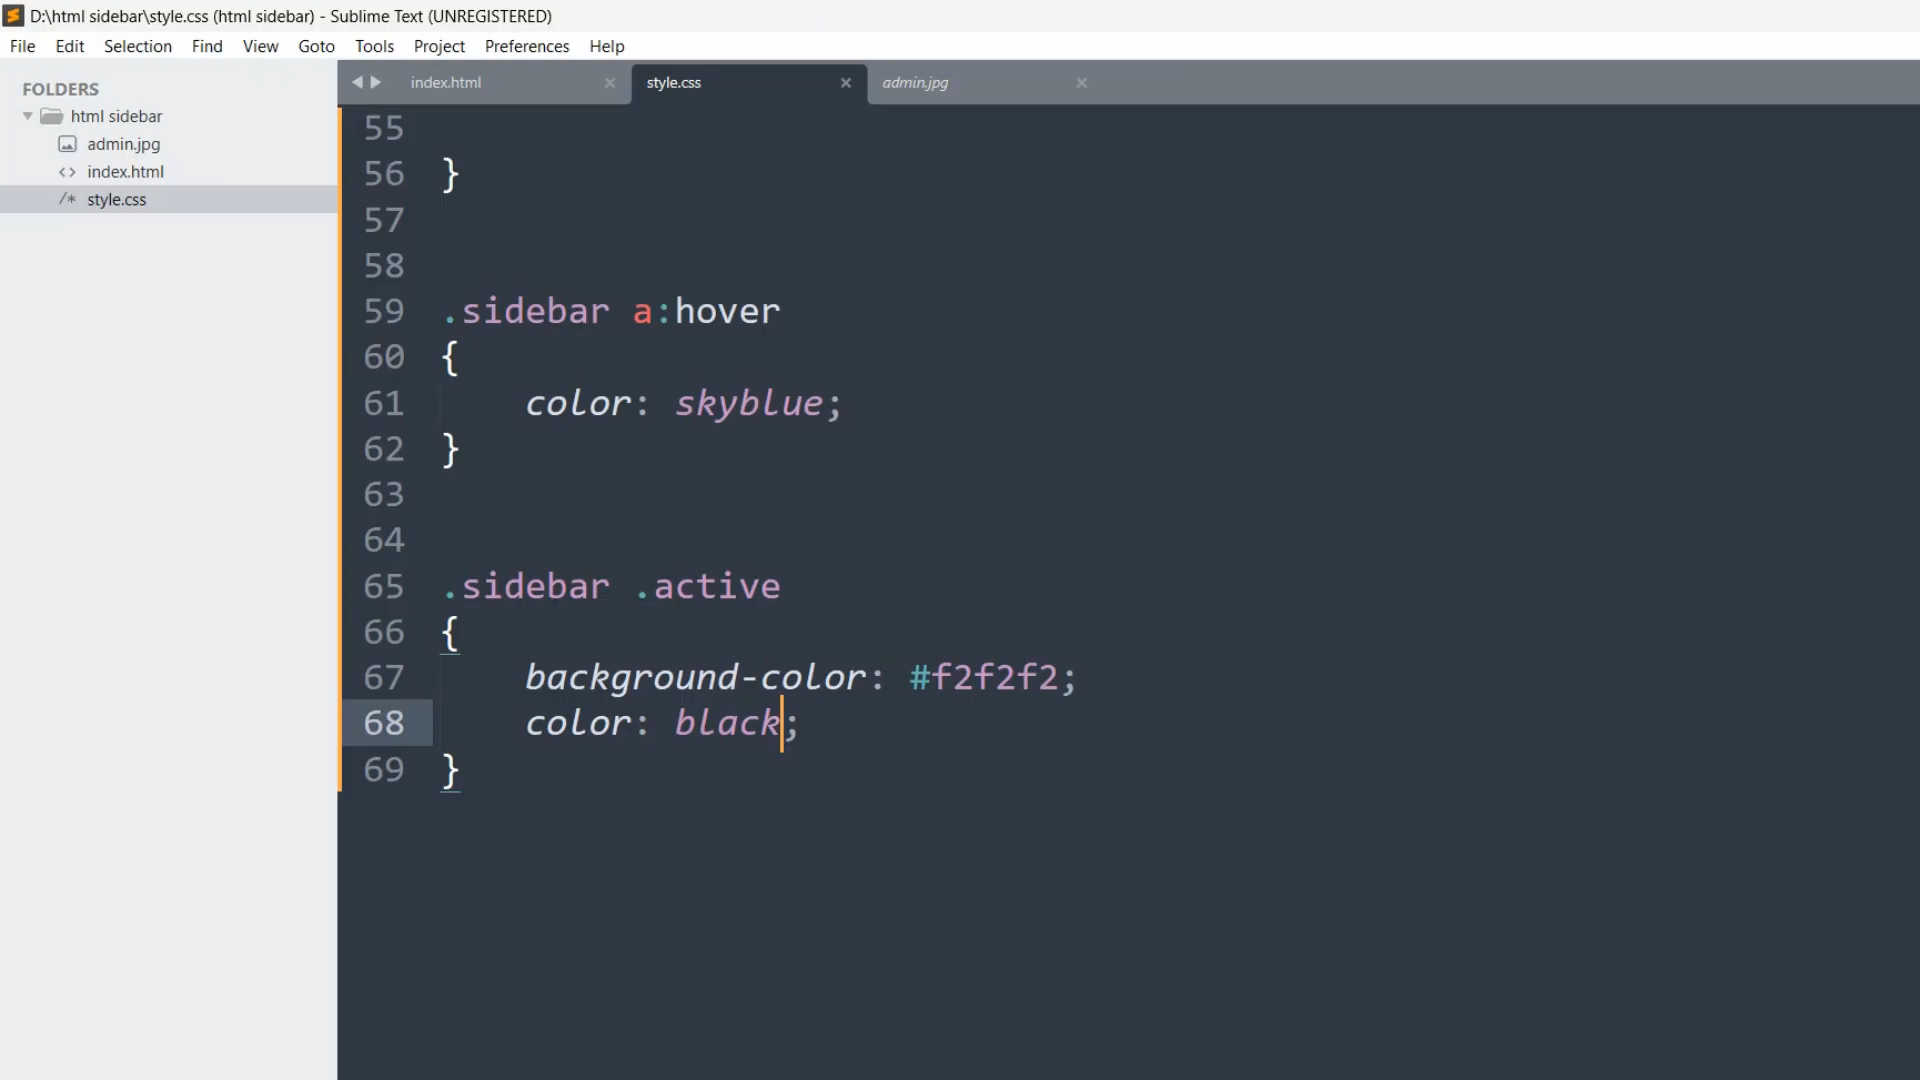 D:\html sidebar\style.css (html sidebar) - Sublime Text (UNREGISTERED)
File Edit Selection Find View Goto Tools Project Preferences Help
FOLDERS
html sidebar
admin.jpg
index.html
/* style.css
index.html style.css admin.jpg
55
56 }
57
58
59 .sidebar a:hover
60 {
61     color: skyblue;
62 }
63
64
65 .sidebar .active
66 {
67     background-color: #f2f2f2;
68     color: black;
69 }